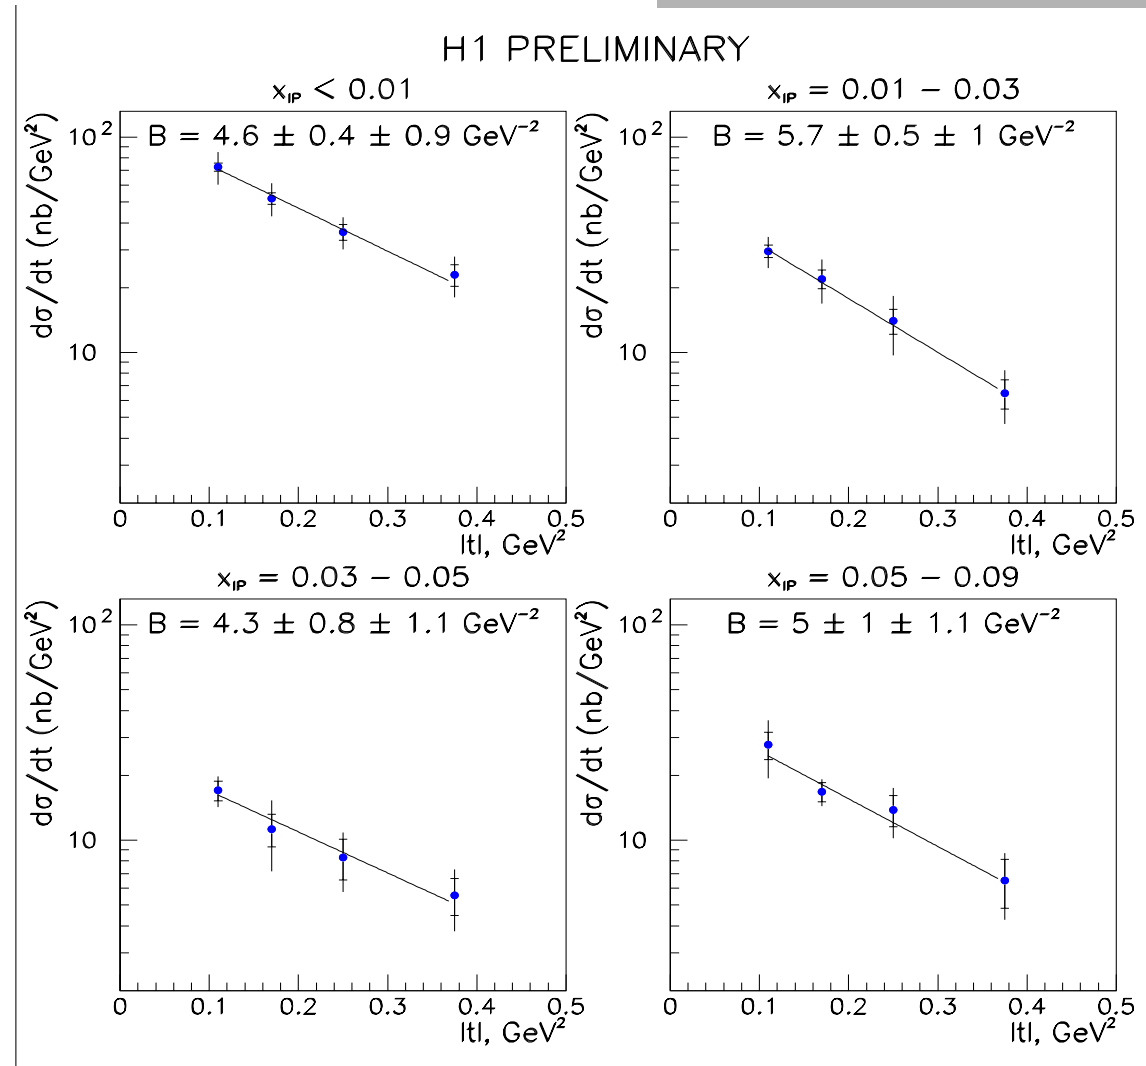 H1 PRELIMINARY
x_IP < 0.01
B = 4.6 ± 0.4 ± 0.9 GeV⁻²
dσ/dt (nb/GeV²)
10²
10
0 0.1 0.2 0.3 0.4 0.5
|t|, GeV²
x_IP = 0.01 − 0.03
B = 5.7 ± 0.5 ± 1 GeV⁻²
dσ/dt (nb/GeV²)
10²
10
0 0.1 0.2 0.3 0.4 0.5
|t|, GeV²
x_IP = 0.03 − 0.05
B = 4.3 ± 0.8 ± 1.1 GeV⁻²
dσ/dt (nb/GeV²)
10²
10
0 0.1 0.2 0.3 0.4 0.5
|t|, GeV²
x_IP = 0.05 − 0.09
B = 5 ± 1 ± 1.1 GeV⁻²
dσ/dt (nb/GeV²)
10²
10
0 0.1 0.2 0.3 0.4 0.5
|t|, GeV²